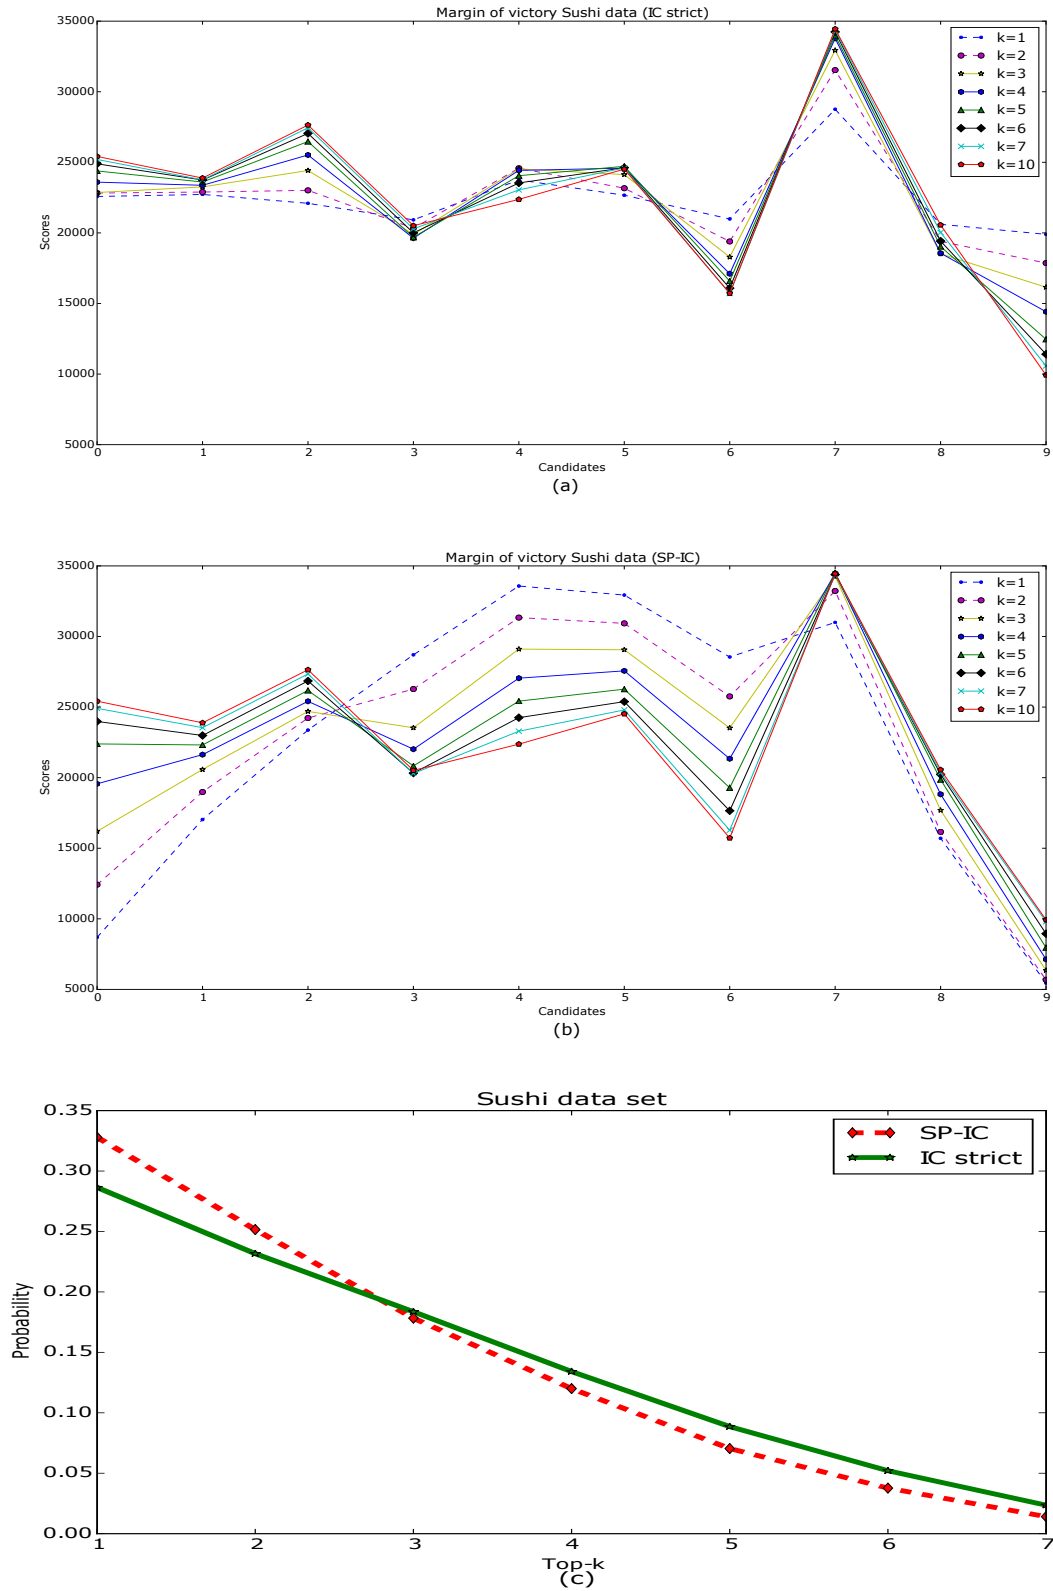 Margin of victory Sushi data (IC strict)
35000
30000
25000
20000
15000
10000
5000
Scores
k=1
k=2
k=3
k=4
k=5
k=6
k=7
k=10
0 1 2 3 4 5 6 7 8 9
Candidates
(a)
Margin of victory Sushi data (SP-IC)
35000
30000
25000
20000
15000
10000
5000
Scores
k=1
k=2
k=3
k=4
k=5
k=6
k=7
k=10
0 1 2 3 4 5 6 7 8 9
Candidates
(b)
Sushi data set
0.35
0.30
0.25
0.20
0.15
0.10
0.05
0.00
Probability
SP-IC
IC strict
1 2 3 4 5 6 7
Top-k
(c)